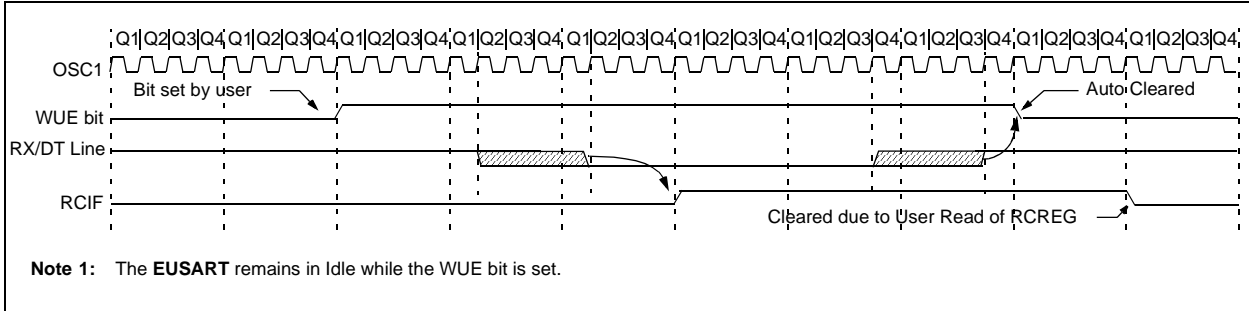 Q1 Q2 Q3 Q4 Q1 Q2 Q3 Q4 Q1 Q2 Q3 Q4 Q1 Q2 Q3 Q4 Q1 Q2 Q3 Q4 Q1 Q2 Q3 Q4 Q1 Q2 Q3 Q4 Q1 Q2 Q3 Q4 Q1 Q2 Q3 Q4 Q1 Q2 Q3 Q4
OSC1
Bit set by user Auto Cleared
WUE bit
RX/DT Line
RCIF
Cleared due to User Read of RCREG
Note 1: The EUSART remains in Idle while the WUE bit is set.